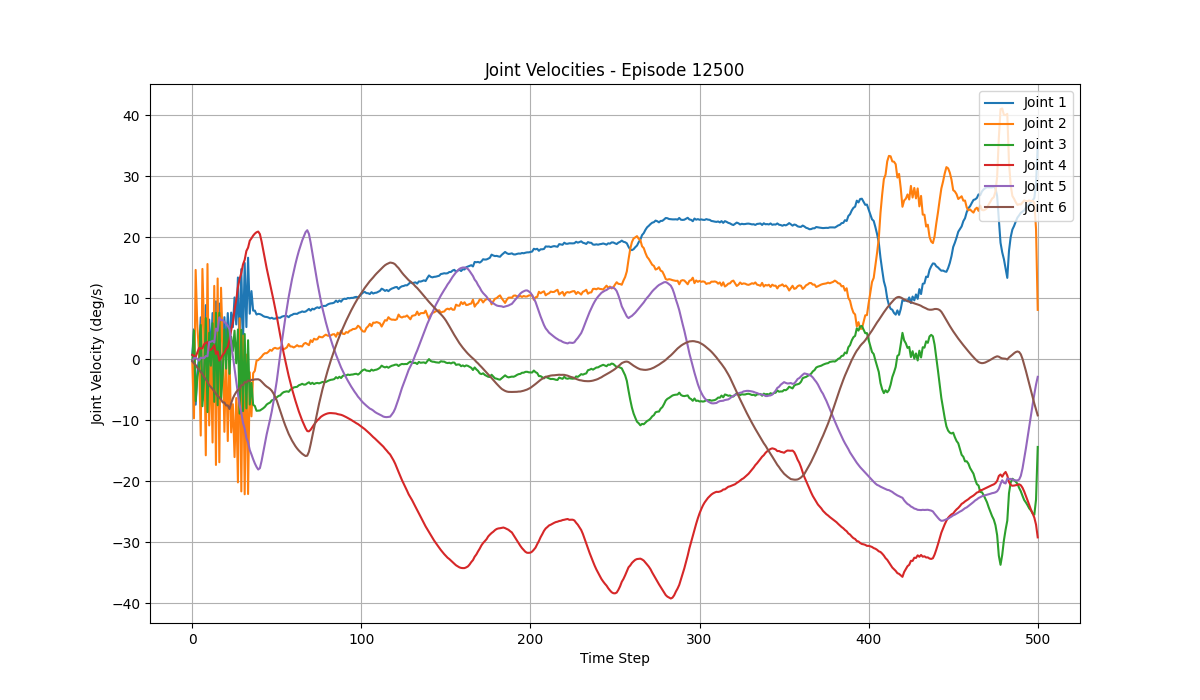 Joint Velocities - Episode 12500
Joint Velocity (deg/s)
40
30
20
10
0
−10
−20
−30
−40
Joint 1
Joint 2
Joint 3
Joint 4
Joint 5
Joint 6
0 100 200 300 400 500
Time Step